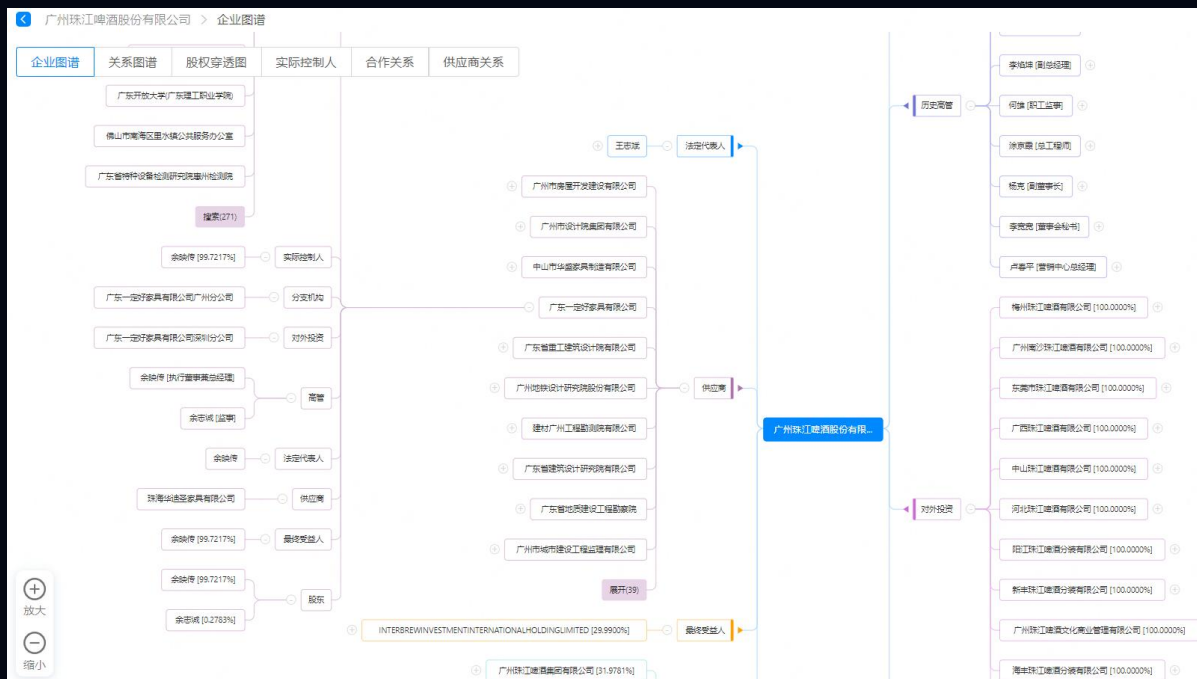 广州珠江啤酒股份有限公司 > 企业图谱
企业图谱
关系图谱
股权穿透图
实际控制人
合作关系
供应商关系
广东开放大学(广东理工职业学院)
佛山市南海区里水镇公共服务办公室
广东省特种设备检测研究院惠州检测院
搜索(271)
余映传 [99.7217%]
实际控制人
广东一定好家具有限公司广州分公司
分支机构
广东一定好家具有限公司深圳分公司
对外投资
余映传 [执行董事兼总经理]
余志诚 [监事]
高管
余映传
法定代表人
珠海华迪圣家具有限公司
供应商
余映传 [99.7217%]
最终受益人
余映传 [99.7217%]
余志诚 [0.2783%]
股东
放大
缩小
王志斌
法定代表人
广州市房屋开发建设有限公司
广州市设计院集团有限公司
中山市华盛家具制造有限公司
广东一定好家具有限公司
广东省重工建筑设计院有限公司
广州地铁设计研究院股份有限公司
建材广州工程勘测院有限公司
广东省建筑设计研究院有限公司
广东省地质建设工程勘察院
广州市城市建设工程监理有限公司
展开(39)
供应商
INTERBREWINVESTMENTINTERNATIONALHOLDINGLIMITED [29.9900%]
最终受益人
广州珠江啤酒集团有限公司 [31.9781%]
广州珠江啤酒股份有限...
历史高管
李焰坤 [副总经理]
何维 [职工监事]
涂京霞 [总工程师]
杨克 [副董事长]
李宽宽 [董事会秘书]
卢春平 [营销中心总经理]
对外投资
梅州珠江啤酒有限公司 [100.0000%]
广州南沙珠江啤酒有限公司 [100.0000%]
东莞市珠江啤酒有限公司 [100.0000%]
广西珠江啤酒有限公司 [100.0000%]
中山珠江啤酒有限公司 [100.0000%]
河北珠江啤酒有限公司 [100.0000%]
阳江珠江啤酒分装有限公司 [100.0000%]
新丰珠江啤酒分装有限公司 [100.0000%]
广州珠江啤酒文化商业管理有限公司 [100.0000%]
海丰珠江啤酒分装有限公司 [100.0000%]